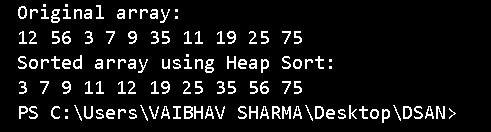 Original array:
12 56 3 7 9 35 11 19 25 75
Sorted array using Heap Sort:
3 7 9 11 12 19 25 35 56 75
PS C:\Users\VAIBHAV SHARMA\Desktop\DSAN>